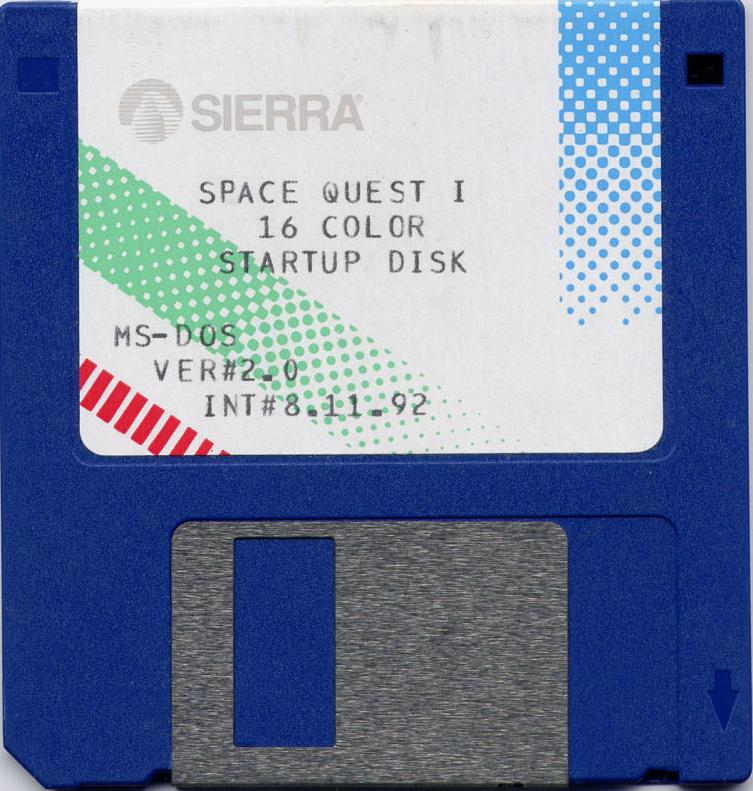 SIERRA®
SPACE QUEST I
16 COLOR
STARTUP DISK
MS-DOS
VER#2.0
INT#8.11.92